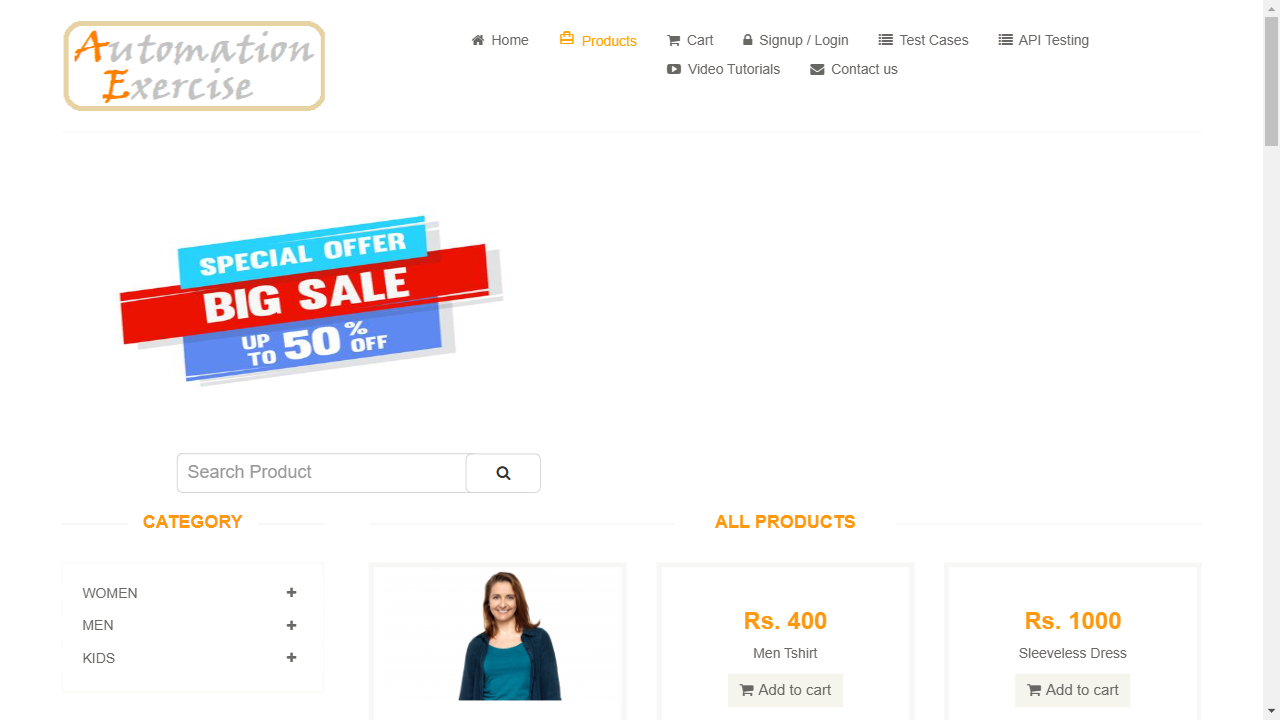 Automation
Exercise
Home
Products
Cart
Signup / Login
Test Cases
API Testing
Video Tutorials
Contact us
SPECIAL OFFER
BIG SALE
UP TO 50% OFF
Search Product
CATEGORY
WOMEN
MEN
KIDS
ALL PRODUCTS
Rs. 400
Men Tshirt
Add to cart
Rs. 1000
Sleeveless Dress
Add to cart